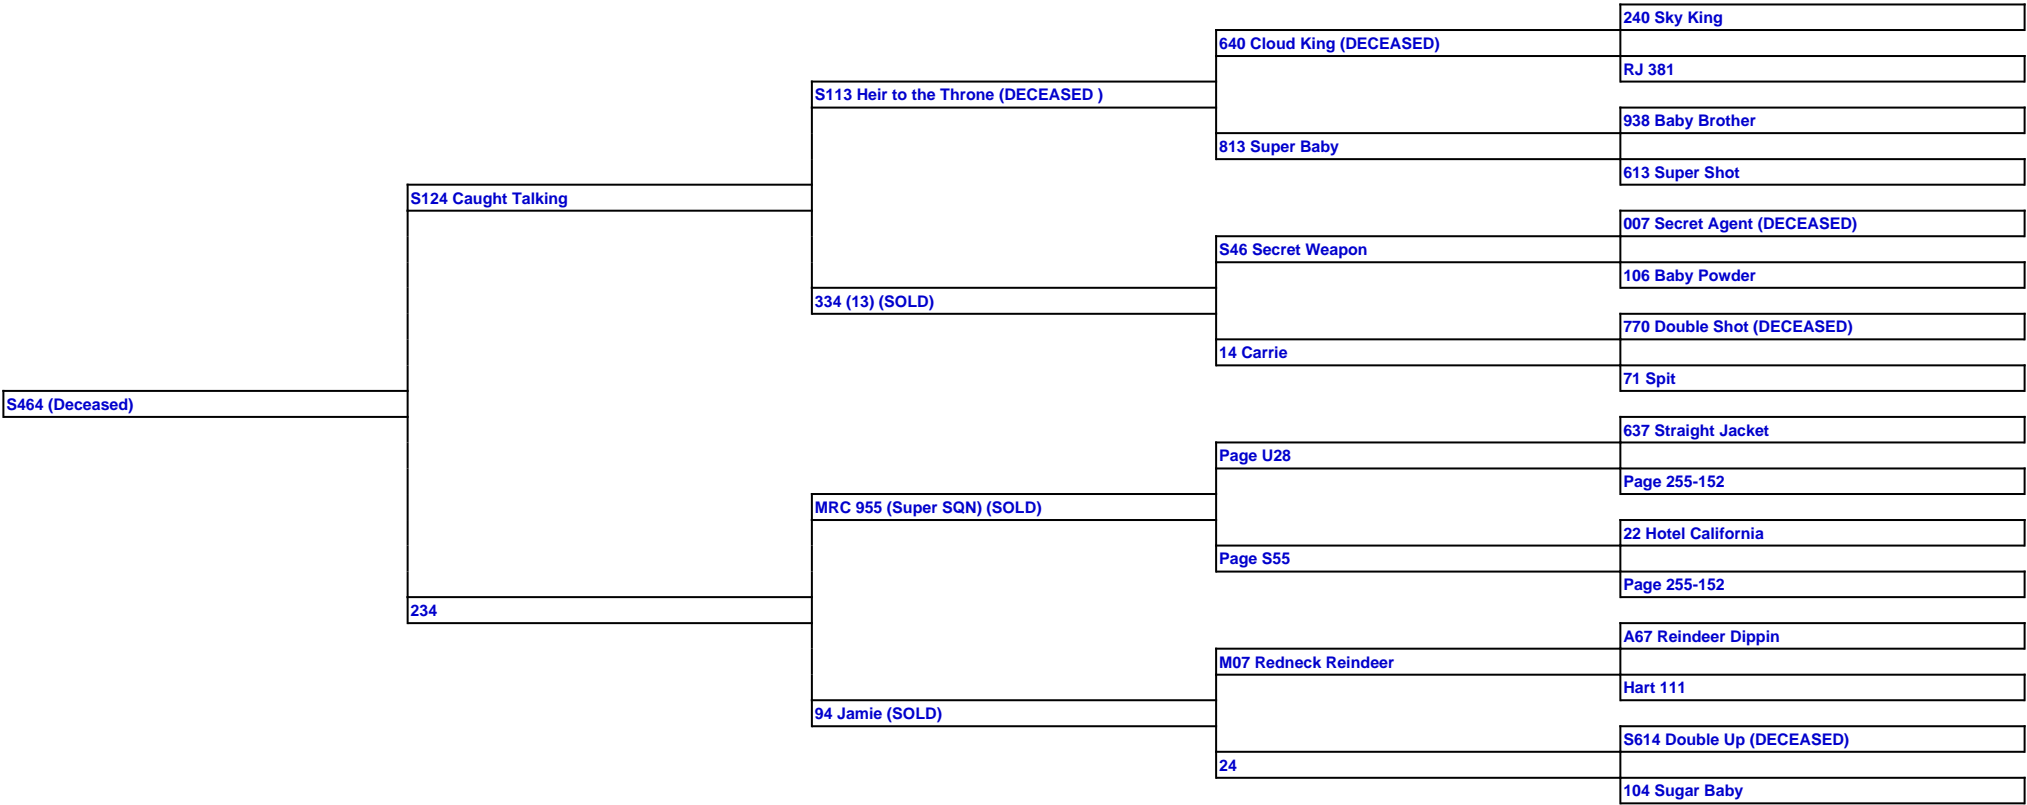 240 Sky King
640 Cloud King (DECEASED)
RJ 381
S113 Heir to the Throne (DECEASED )
938 Baby Brother
813 Super Baby
613 Super Shot
S124 Caught Talking
007 Secret Agent (DECEASED)
S46 Secret Weapon
106 Baby Powder
334 (13) (SOLD)
770 Double Shot (DECEASED)
14 Carrie
71 Spit
S464 (Deceased)
637 Straight Jacket
Page U28
Page 255-152
MRC 955 (Super SQN) (SOLD)
22 Hotel California
Page S55
Page 255-152
234
A67 Reindeer Dippin
M07 Redneck Reindeer
Hart 111
94 Jamie (SOLD)
S614 Double Up (DECEASED)
24
104 Sugar Baby